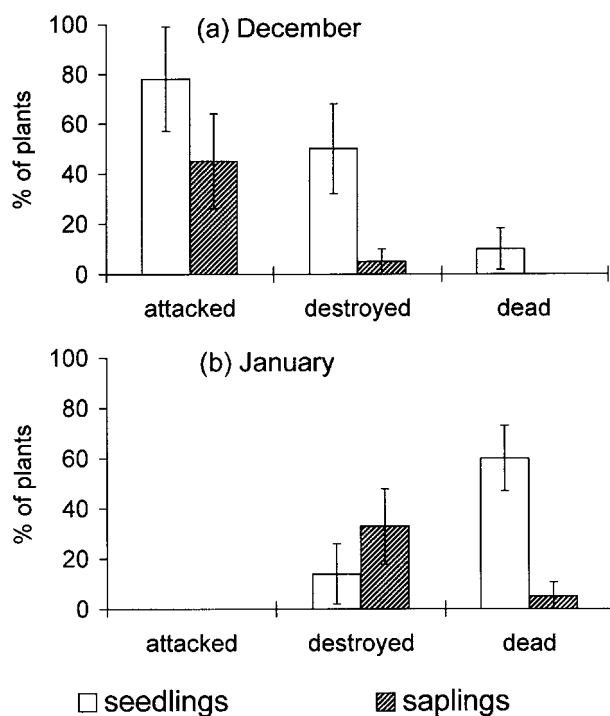 (a) December
% of plants
100
80
60
40
20
0
attacked destroyed dead
(b) January
% of plants
100
80
60
40
20
0
attacked destroyed dead
seedlings saplings